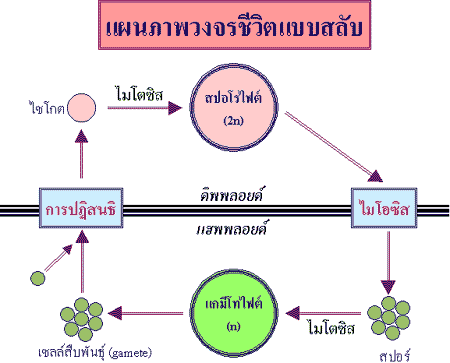 แผนภาพวงจรชีวิตแบบสลับ
ไซโกต
ไมโตซิส
สปอโรไฟต์
(2n)
การปฏิสนธิ
ดิพพลอยด์
แฮพพลอยด์
ไมโอซิส
แกมีโทไฟต์
(n)
ไมโตซิส
เซลล์สืบพันธุ์ (gamete)
สปอร์